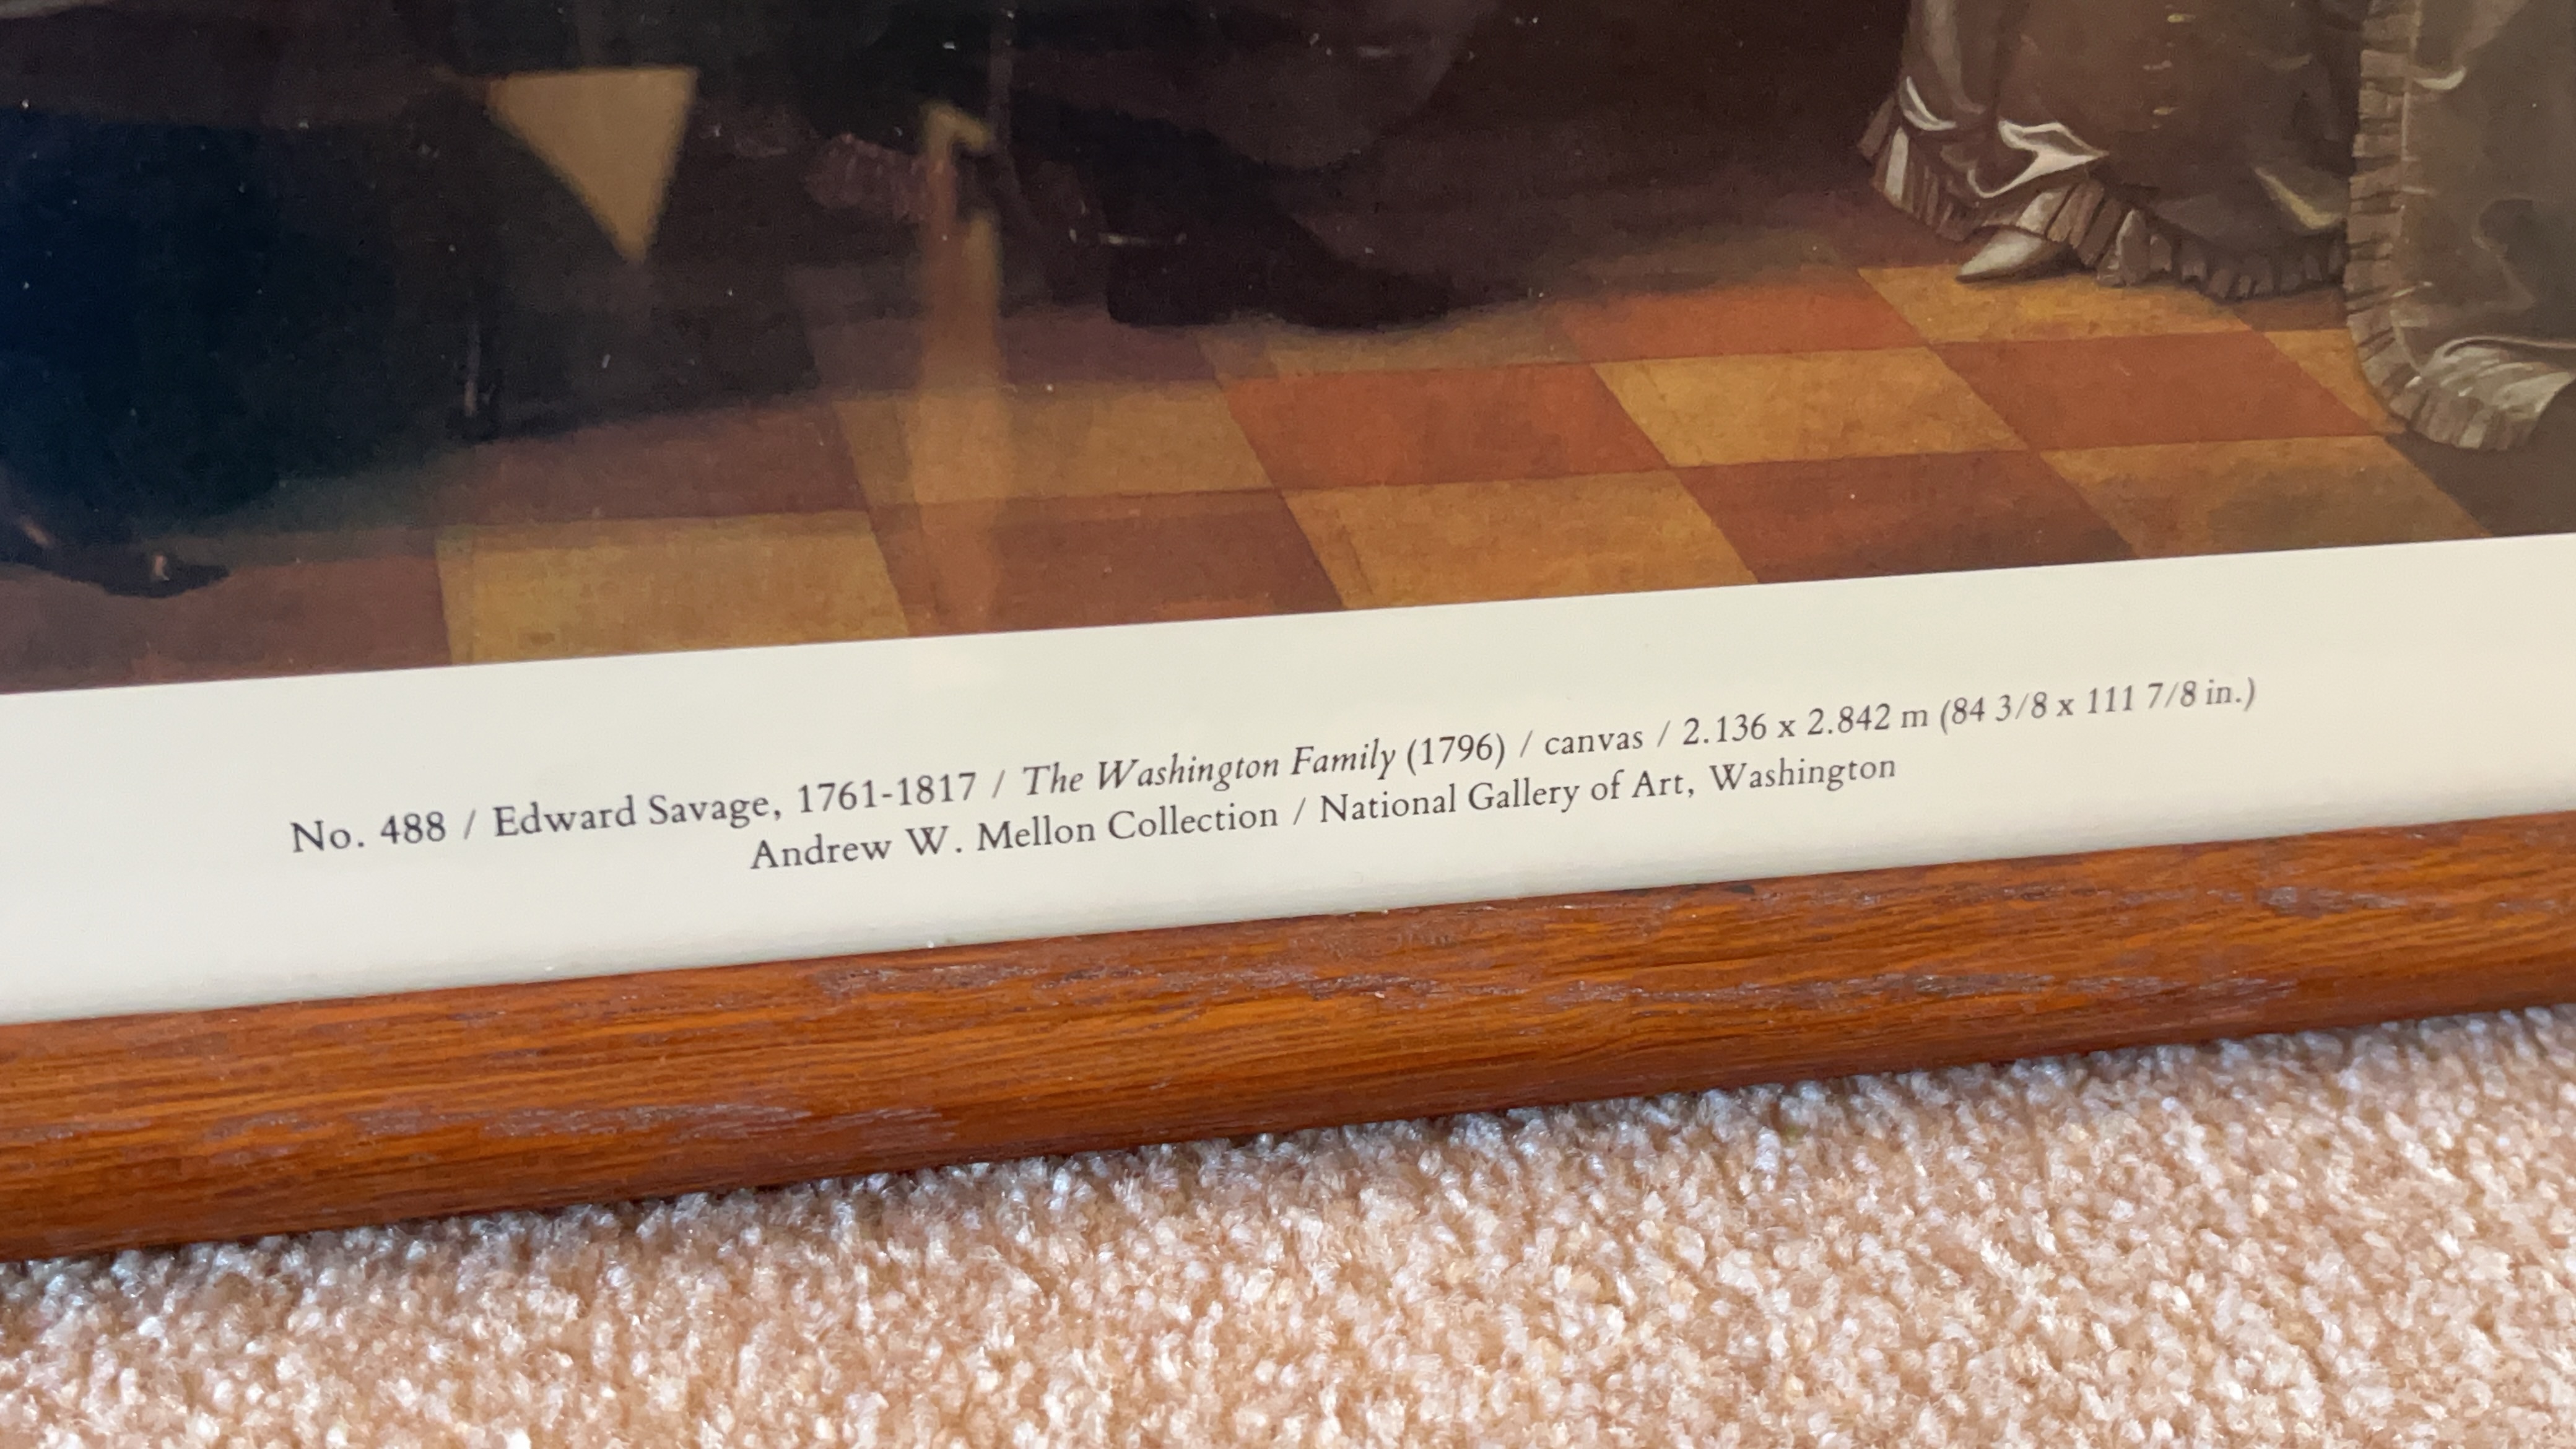 No. 488 / Edward Savage, 1761-1817 / The Washington Family (1796) / canvas / 2.136 x 2.842 m (84 3/8 x 111 7/8 in.)
Andrew W. Mellon Collection / National Gallery of Art, Washington